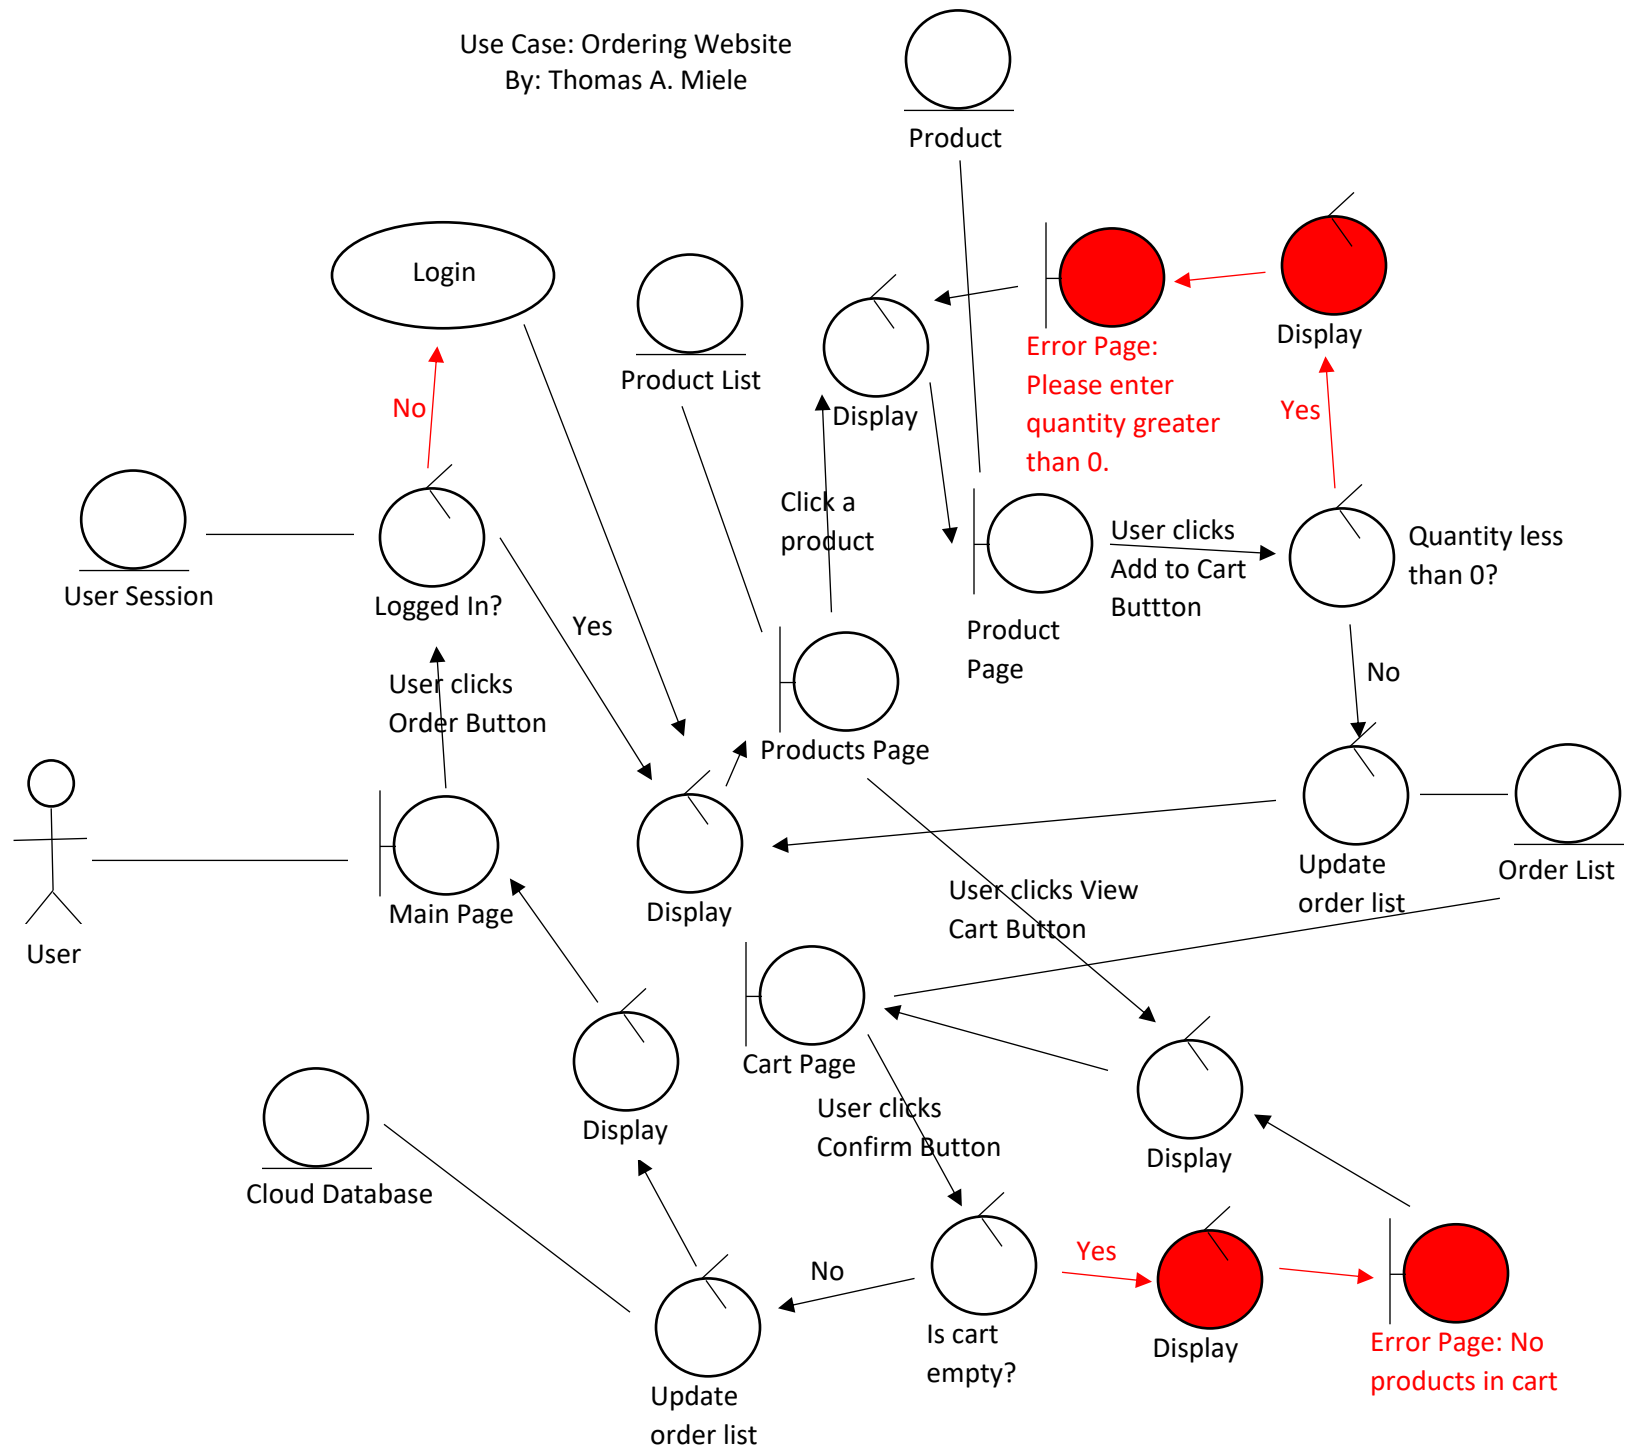 Use Case: Ordering Website
By: Thomas A. Miele
Product
Login
Product List
Display
Error Page:
Please enter
quantity greater
than 0.
Display
No
Yes
Click a
product
User Session
Logged In?
Yes
User clicks
Add to Cart
Buttton
Quantity less
than 0?
Product
Page
No
User clicks
Order Button
Products Page
User
Main Page
Display
Update
order list
Order List
User clicks View
Cart Button
Cart Page
User clicks
Confirm Button
Display
Display
Cloud Database
No
Yes
Is cart
empty?
Display
Error Page: No
products in cart
Update
order list